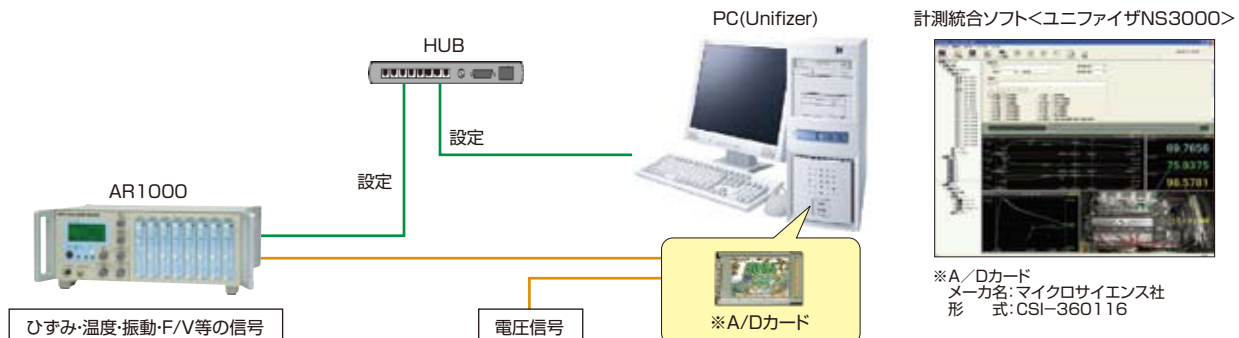 PC(Unifizer)
計測統合ソフト<ユニファイザNS3000>
HUB
設定
設定
AR1000
89.7656
75.9375
98.5781
ひずみ・温度・振動・F/V等の信号
電圧信号
※A/Dカード
※A／Dカード
メーカ名：マイクロサイエンス社
形　式：CSI−360116